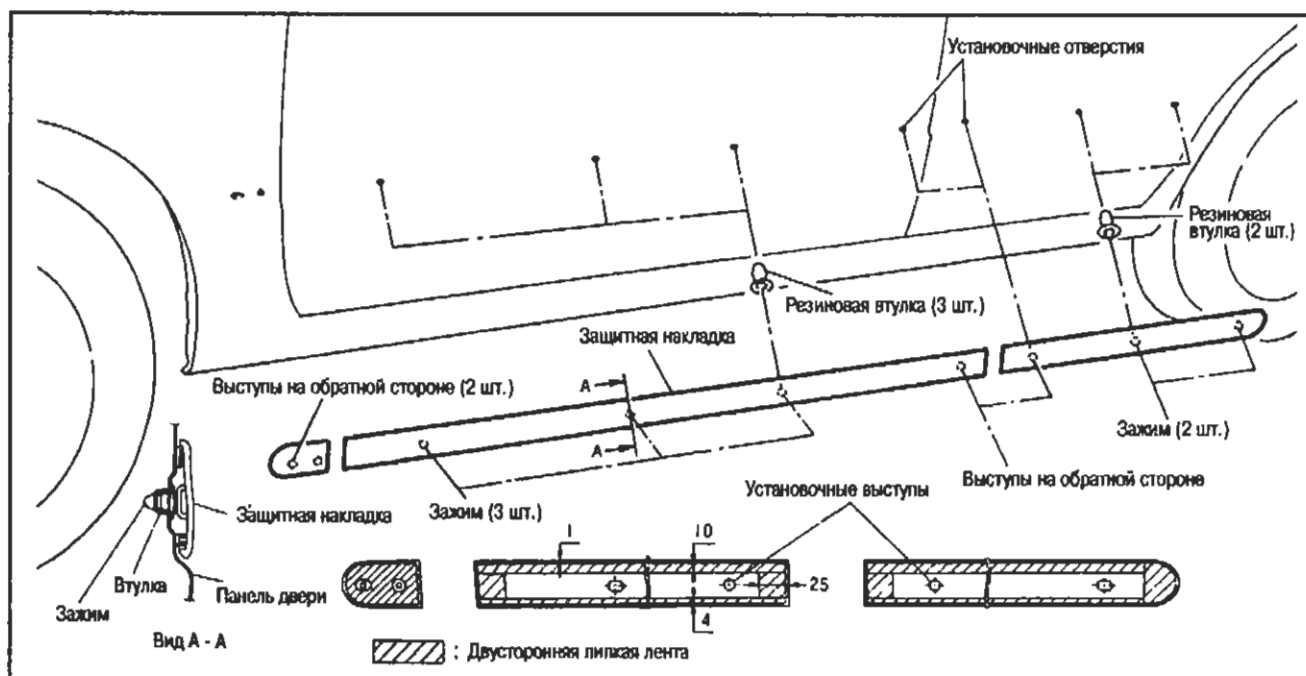 Установочные отверстия
Резиновая
втулка (2 шт.)
Резиновая втулка (3 шт.)
Защитная накладка
Выступы на обратной стороне (2 шт.)
А
А
Зажим (2 шт.)
Выступы на обратной стороне
Зажим (3 шт.)
Установочные выступы
Защитная накладка
Втулка
Панель двери
Зажим
Вид А - А
1
10
25
4
: Двусторонняя липкая лента